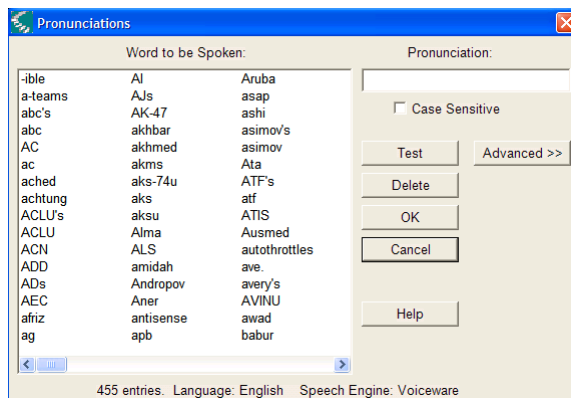 Pronunciations
Word to be Spoken:
Pronunciation:
-ible AI Aruba
a-teams AJs asap
abc's AK-47 ashi
abc akhbar asimov's
AC akhmed asimov
ac akms Ata
ached aks-74u ATF's
achtung aks atf
ACLU's aksu ATIS
ACLU Alma Ausmed
ACN ALS autothrottles
ADD amidah ave.
ADs Andropov avery's
AEC Aner AVINU
afriz antisense awad
ag apb babur
Case Sensitive
Test Advanced >>
Delete
OK
Cancel
Help
455 entries. Language: English Speech Engine: Voiceware